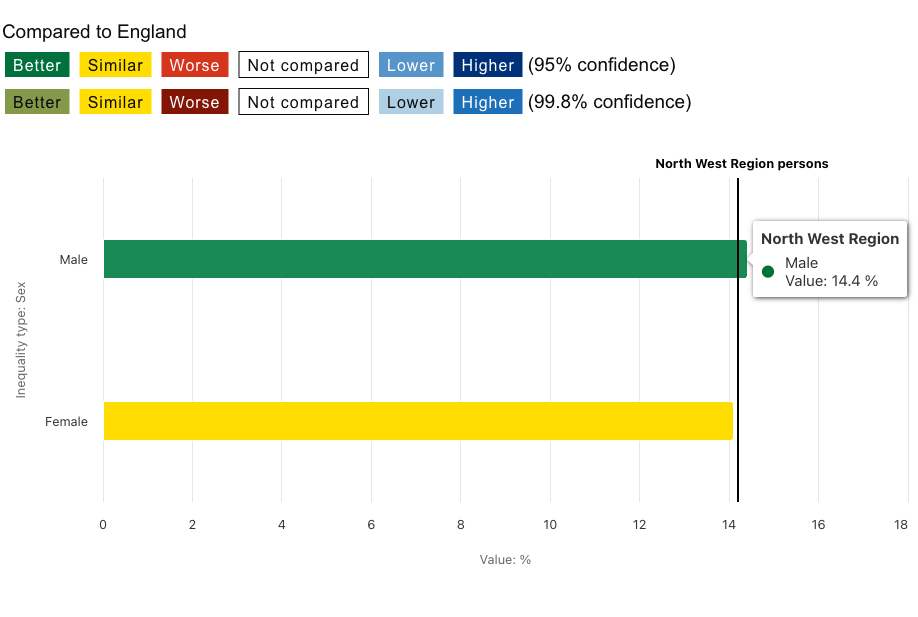 Compared to England
Better Similar Worse Not compared Lower Higher (95% confidence)
Better Similar Worse Not compared Lower Higher (99.8% confidence)
North West Region persons
North West Region
Male
Value: 14.4 %
Male
Inequality type: Sex
Female
0 2 4 6 8 10 12 14 16 18
Value: %